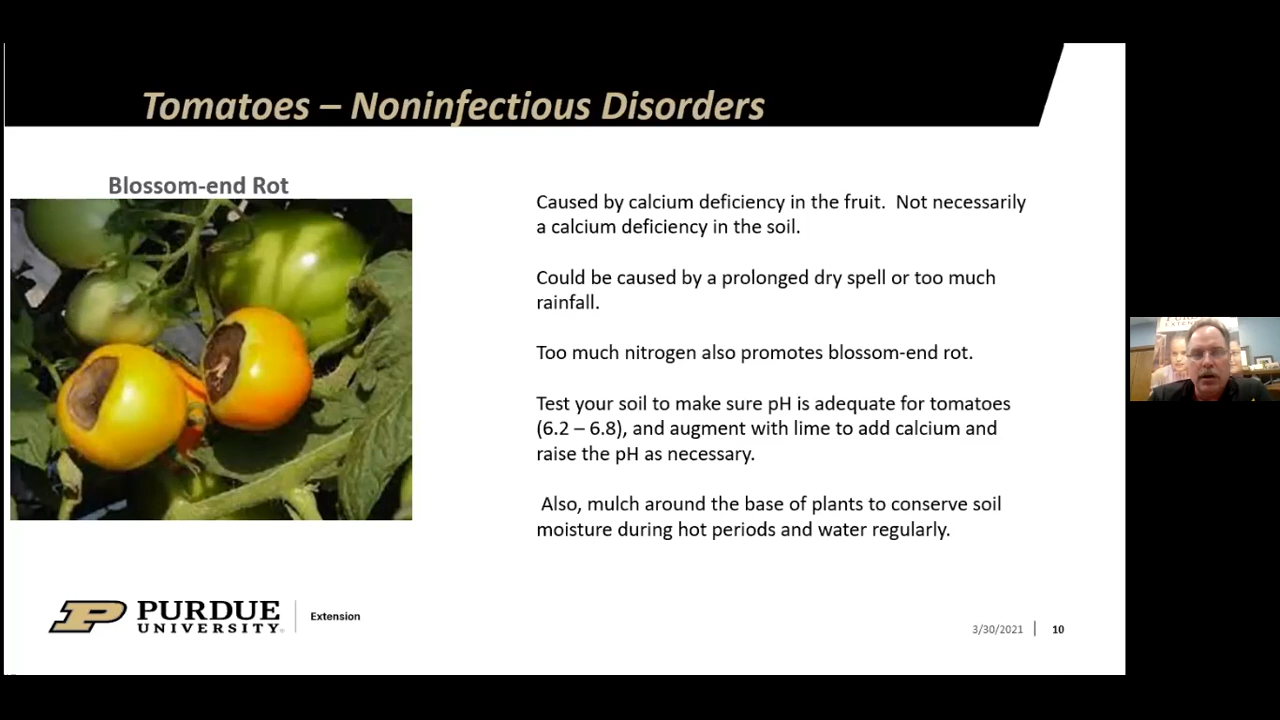 Tomatoes – Noninfectious Disorders
Blossom-end Rot
Caused by calcium deficiency in the fruit.  Not necessarily
a calcium deficiency in the soil.
Could be caused by a prolonged dry spell or too much
rainfall.
Too much nitrogen also promotes blossom-end rot.
Test your soil to make sure pH is adequate for tomatoes
(6.2 – 6.8), and augment with lime to add calcium and
raise the pH as necessary.
Also, mulch around the base of plants to conserve soil
moisture during hot periods and water regularly.
P PURDUE
UNIVERSITY.
Extension
3/30/2021 | 10